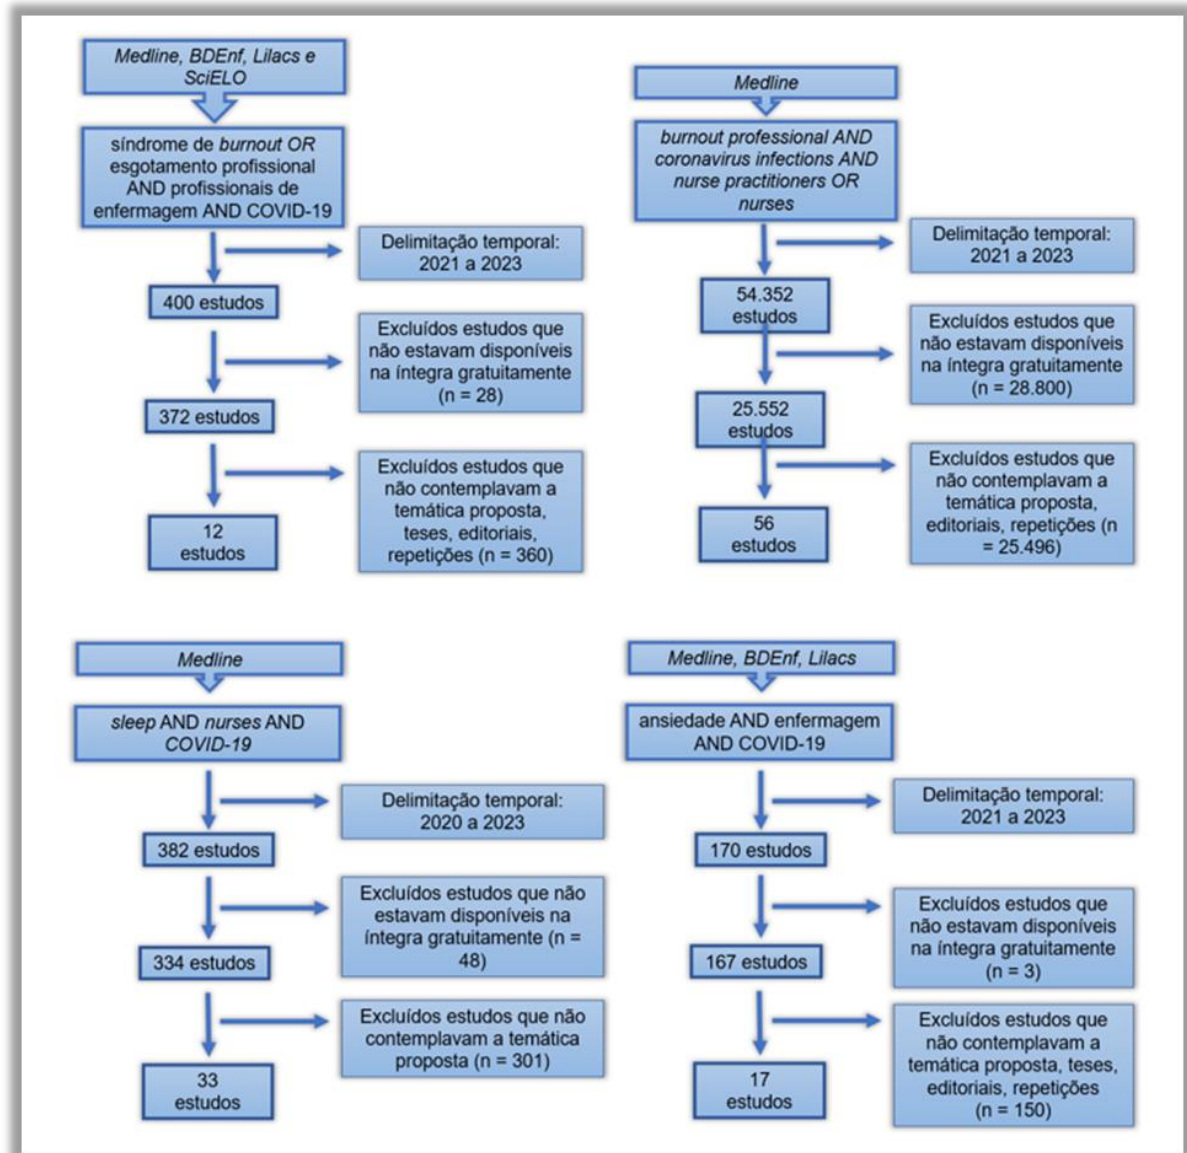 Medline, BDEnf, Lilacs e
SciELO
síndrome de burnout OR
esgotamento profissional
AND profissionais de
enfermagem AND COVID-19
Delimitação temporal:
2021 a 2023
400 estudos
Excluídos estudos que
não estavam disponíveis
na íntegra gratuitamente
(n = 28)
372 estudos
Excluídos estudos que
não contemplavam a
temática proposta,
teses, editoriais,
repetições (n = 360)
12
estudos
Medline
burnout professional AND
coronavirus infections AND
nurse practitioners OR
nurses
Delimitação temporal:
2021 a 2023
54.352
estudos
Excluídos estudos que
não estavam disponíveis
na íntegra gratuitamente
(n = 28.800)
25.552
estudos
Excluídos estudos que
não contemplavam a
temática proposta,
editoriais, repetições (n
= 25.496)
56
estudos
Medline
sleep AND nurses AND
COVID-19
Delimitação temporal:
2020 a 2023
382 estudos
Excluídos estudos que não
estavam disponíveis na
íntegra gratuitamente (n =
48)
334 estudos
Excluídos estudos que não
contemplavam a temática
proposta (n = 301)
33
estudos
Medline, BDEnf, Lilacs
ansiedade AND enfermagem
AND COVID-19
Delimitação temporal:
2021 a 2023
170 estudos
Excluídos estudos que
não estavam disponíveis
na íntegra gratuitamente
(n = 3)
167 estudos
Excluídos estudos que
não contemplavam a
temática proposta, teses,
editoriais, repetições
(n = 150)
17
estudos